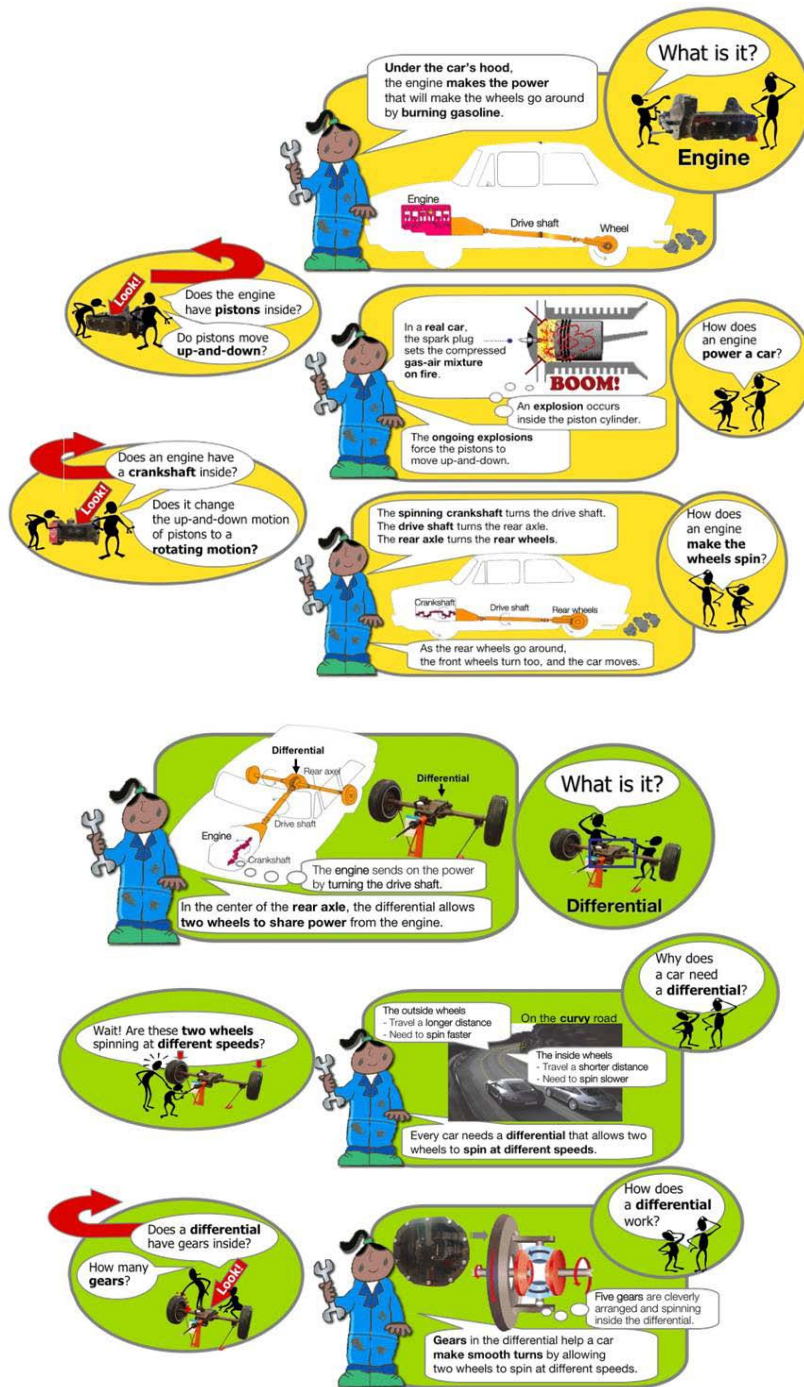 What is it?
Engine
Under the car's hood,
the engine makes the power
that will make the wheels go around
by burning gasoline.
Engine
Drive shaft
Wheel
Look!
Does the engine
have pistons inside?
Do pistons move
up-and-down?
In a real car,
the spark plug
sets the compressed
gas-air mixture
on fire.
BOOM!
An explosion occurs
inside the piston cylinder.
The ongoing explosions
force the pistons to
move up-and-down.
How does
an engine
power a car?
Does an engine have
a crankshaft inside?
Look!
Does it change
the up-and-down motion
of pistons to a
rotating motion?
The spinning crankshaft turns the drive shaft.
The drive shaft turns the rear axle.
The rear axle turns the rear wheels.
Crankshaft
Drive shaft
Rear wheels
As the rear wheels go around,
the front wheels turn too, and the car moves.
How does
an engine
make the
wheels spin?
Differential
Rear axel
Drive shaft
Engine
Crankshaft
Differential
The engine sends on the power
by turning the drive shaft.
In the center of the rear axle, the differential allows
two wheels to share power from the engine.
What is it?
Differential
Why does
a car need
a differential?
Wait! Are these two wheels
spinning at different speeds?
The outside wheels
- Travel a longer distance
- Need to spin faster
On the curvy road
The inside wheels
- Travel a shorter distance
- Need to spin slower
Every car needs a differential that allows two
wheels to spin at different speeds.
How does
a differential
work?
Does a differential
have gears inside?
How many
gears?
Look!
Five gears are cleverly
arranged and spinning
inside the differential.
Gears in the differential help a car
make smooth turns by allowing
two wheels to spin at different speeds.